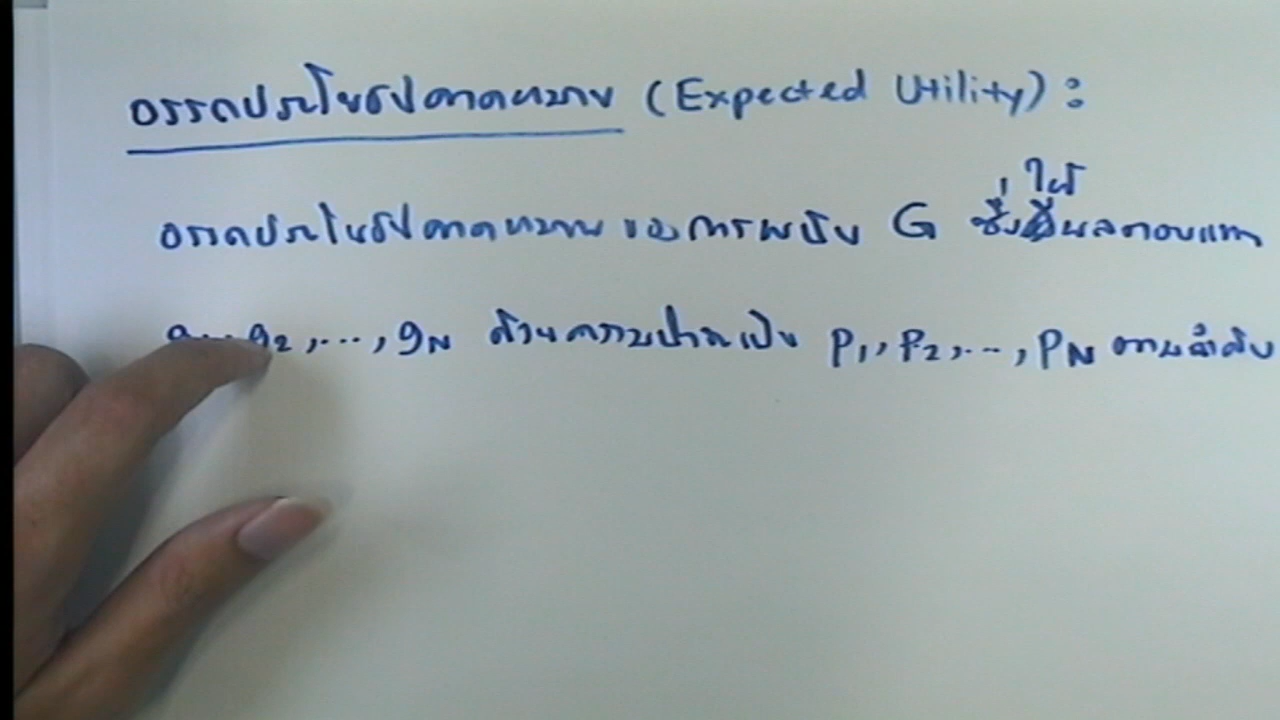 อรรถประโยชน์คาดหมาย (Expected Utility) :
อรรถประโยชน์คาดหมาย ของการพนัน G ซึ่งให้ผลตอบแทน
g₂, ..., gN ด้วยความน่าจะเป็น p₁, p₂, ..., pN ตามลำดับ